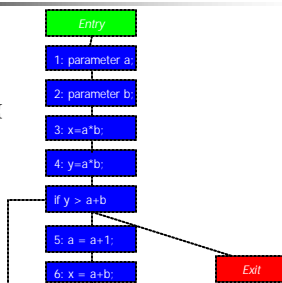 Entry
1: parameter a;
2: parameter b;
3: x=a*b;
4: y=a*b;
if y > a+b
5: a = a+1;
6: x = a+b;
Exit